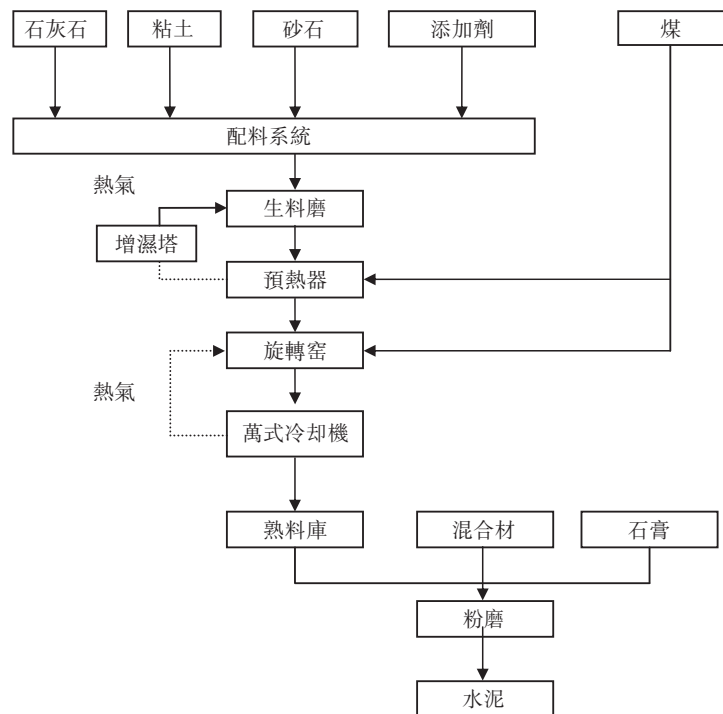 石灰石
粘土
砂石
添加劑
煤
配料系統
熱氣
生料磨
增濕塔
預熱器
旋轉窑
熱氣
萬式冷却機
熟料庫
混合材
石膏
粉磨
水泥